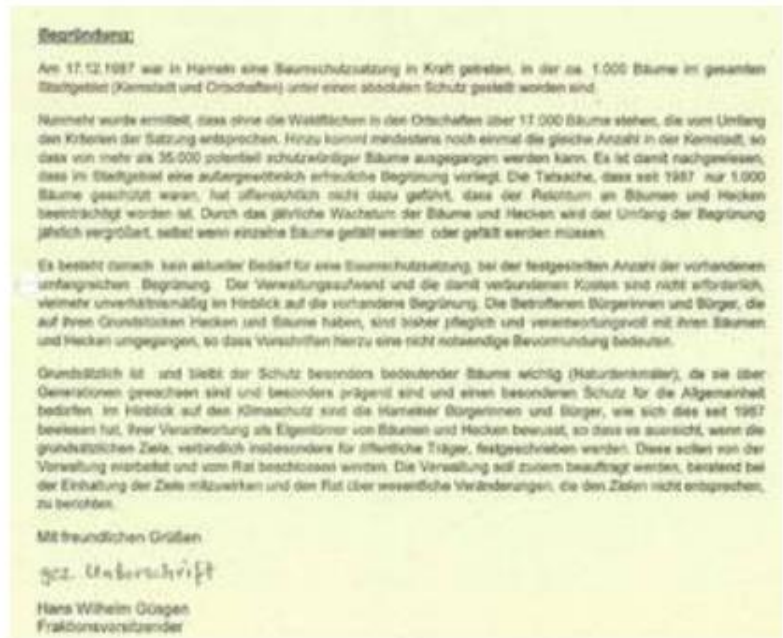 Begründung:
Am 17.12.1987 war in Hameln eine Baumschutzsatzung in Kraft getreten, in der ca. 1.000 Bäume im gesamten
Stadtgebiet (Kernstadt und Ortschaften) unter einen absoluten Schutz gestellt worden sind.
Nunmehr wurde ermittelt, dass ohne die Waldflächen in den Ortschaften über 17.000 Bäume stehen, die vom Umfang
den Kriterien der Satzung entsprechen. Hinzu kommt mindestens noch einmal die gleiche Anzahl in der Kernstadt, so
dass von mehr als 35.000 potentiell schutzwürdiger Bäume ausgegangen werden kann. Es ist damit nachgewiesen,
dass im Stadtgebiet eine außergewöhnlich erfreuliche Begrünung vorliegt. Die Tatsache, dass seit 1987 nur 1.000
Bäume geschützt waren, hat offensichtlich nicht dazu geführt, dass der Reichtum an Bäumen und Hecken
beeinträchtigt worden ist. Durch das jährliche Wachstum der Bäume und Hecken wird der Umfang der Begrünung
jährlich vergrößert, selbst wenn einzelne Bäume gefällt werden oder gefällt werden müssen.
Es besteht danach kein aktueller Bedarf für eine Baumschutzsatzung, bei der festgestellten Anzahl der vorhandenen
umfangreichen Begrünung. Der Verwaltungsaufwand und die damit verbundenen Kosten sind nicht erforderlich,
vielmehr unverhältnismäßig im Hinblick auf die vorhandene Begrünung. Die Betroffenen Bürgerinnen und Bürger, die
auf ihren Grundstücken Hecken und Bäume haben, sind bisher pfleglich und verantwortungsvoll mit ihren Bäumen
und Hecken umgegangen, so dass Vorschriften hierzu eine nicht notwendige Bevormundung bedeuten.
Grundsätzlich ist und bleibt der Schutz besonders bedeutender Bäume wichtig (Naturdenkmäler), da sie über
Generationen gewachsen sind und besonders prägend sind und einen besonderen Schutz für die Allgemeinheit
bedürfen. Im Hinblick auf den Klimaschutz sind die Hamelner Bürgerinnen und Bürger, wie sich dies seit 1987
bewiesen hat, ihrer Verantwortung als Eigentümer von Bäumen und Hecken bewusst, so dass es ausreicht, wenn die
grundsätzlichen Ziele, verbindlich insbesondere für öffentliche Träger, festgeschrieben werden. Diese sollen von der
Verwaltung erarbeitet und vom Rat beschlossen werden. Die Verwaltung soll zudem beauftragt werden, beratend bei
der Einhaltung der Ziele mitzuwirken und den Rat über wesentliche Veränderungen, die den Zielen nicht entsprechen,
zu berichten.
Mit freundlichen Grüßen
gez. Unterschrift
Hans Wilhelm Güsgen
Fraktionsvorsitzender